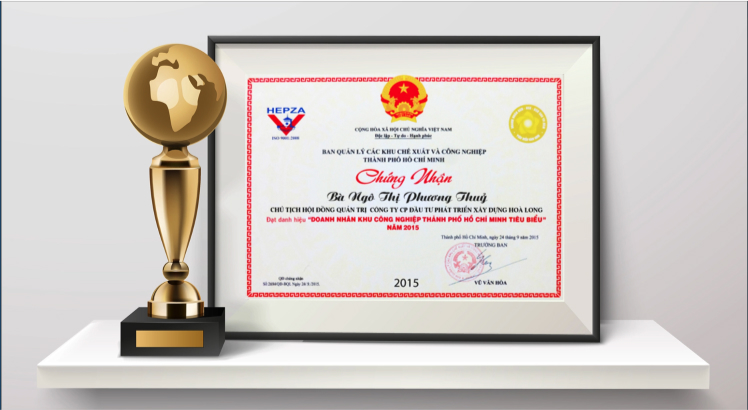 HEPZA
ISO 9001:2008
CỘNG HÒA XÃ HỘI CHỦ NGHĨA VIỆT NAM
Độc lập - Tự do - Hạnh phúc
BAN QUẢN LÝ CÁC KHU CHẾ XUẤT VÀ CÔNG NGHIỆP
THÀNH PHỐ HỒ CHÍ MINH
Chứng Nhận
Bà Ngô Thị Phương Thuỷ
CHỦ TỊCH HỘI ĐỒNG QUẢN TRỊ CÔNG TY CP ĐẦU TƯ PHÁT TRIỂN XÂY DỰNG HOÀ LONG
Đạt danh hiệu "DOANH NHÂN KHU CÔNG NGHIỆP THÀNH PHỐ HỒ CHÍ MINH TIÊU BIỂU"
NĂM 2015
Thành phố Hồ Chí Minh, ngày 24 tháng 9 năm 2015
TRƯỞNG BAN
VŨ VĂN HÒA
QĐ chứng nhận
2015